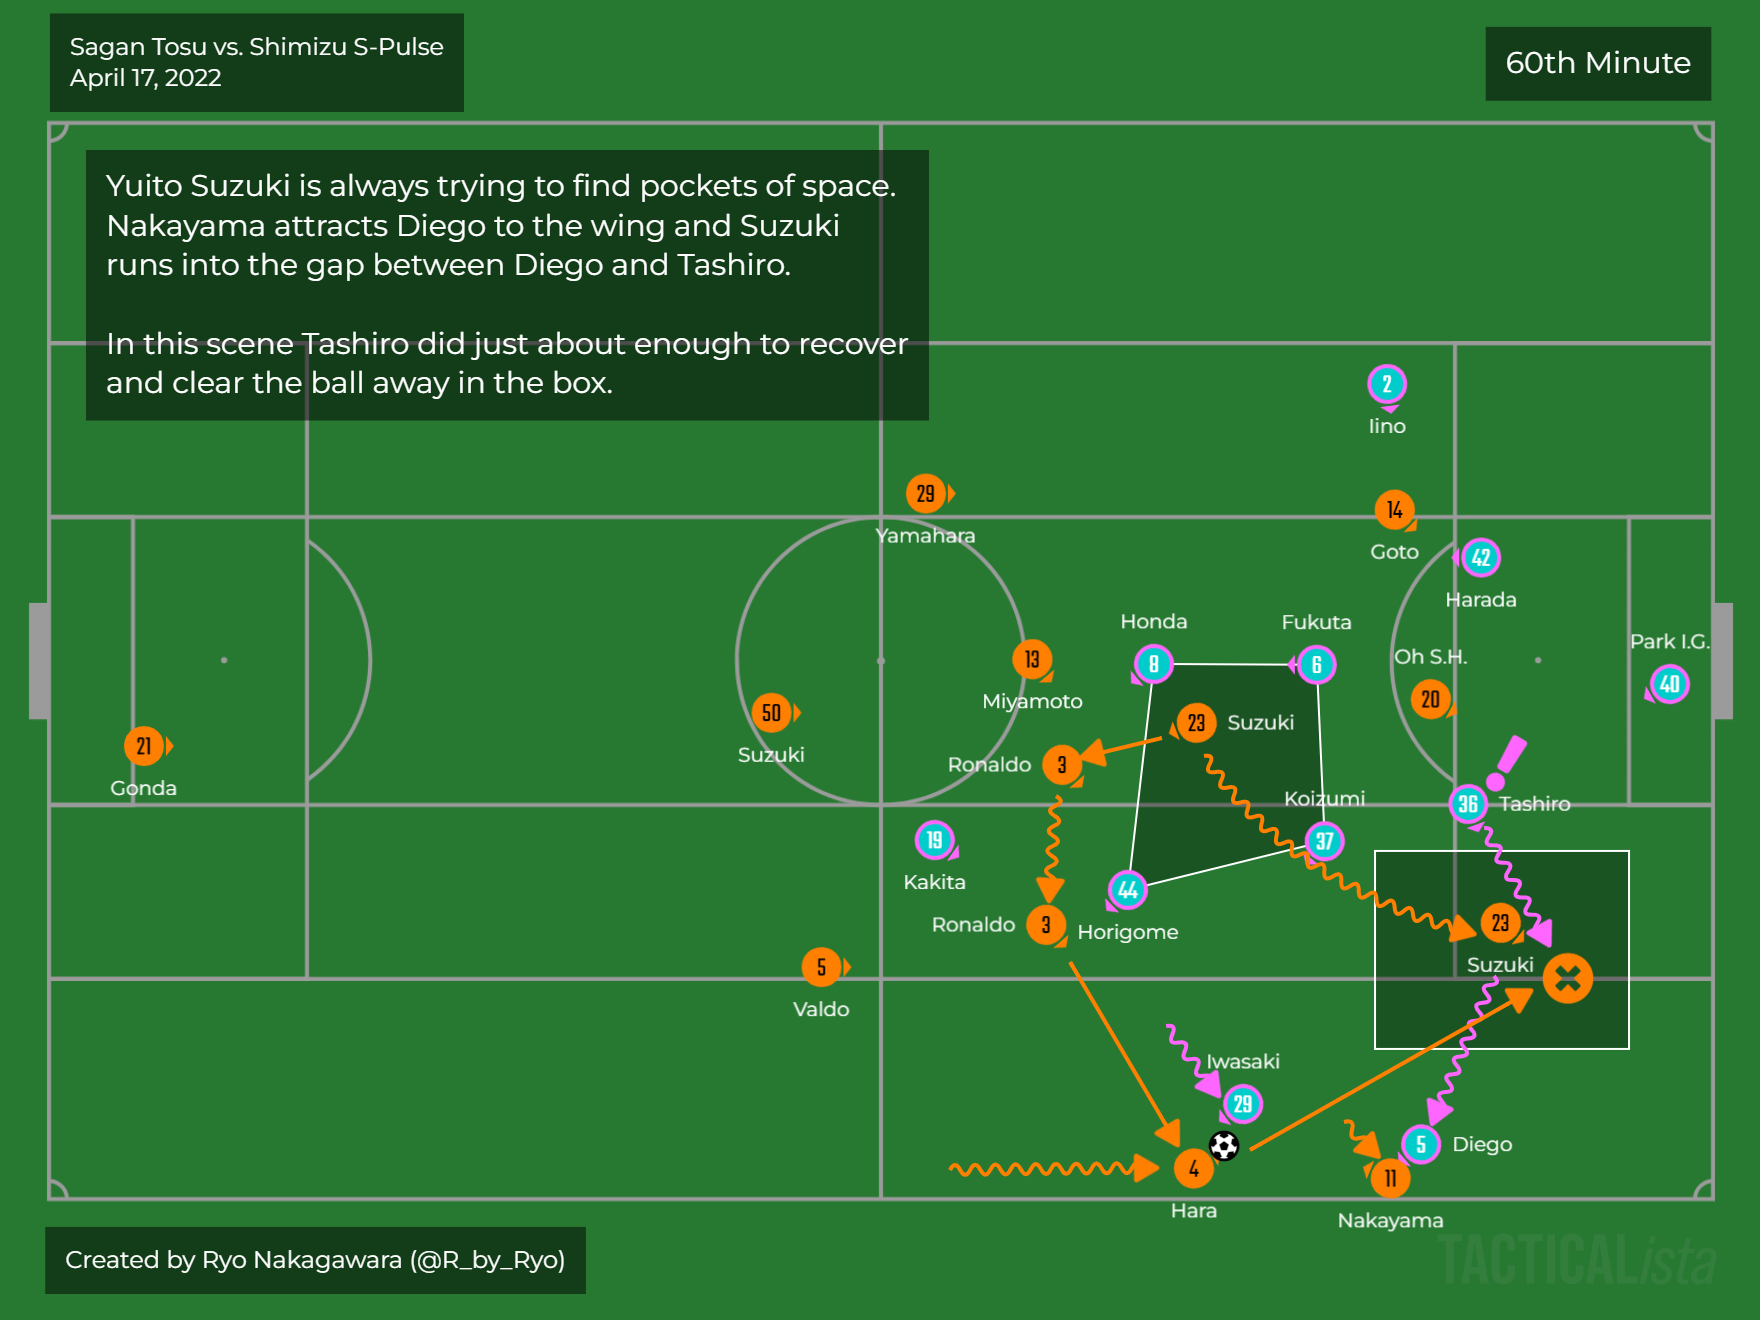 Sagan Tosu vs. Shimizu S-Pulse
April 17, 2022
60th Minute
Yuito Suzuki is always trying to find pockets of space.
Nakayama attracts Diego to the wing and Suzuki
runs into the gap between Diego and Tashiro.
In this scene Tashiro did just about enough to recover
and clear the ball away in the box.
2
Iino
29
Yamahara
14
Goto
42
Harada
Honda
8
Fukuta
6
13
Miyamoto
Oh S.H.
20
Park I.G.
40
50
Suzuki
23
Suzuki
21
Gonda
Ronaldo
3
Koizumi
37
36
Tashiro
19
Kakita
44
Horigome
Ronaldo
3
23
Suzuki
5
Valdo
Iwasaki
29
4
Hara
5
Diego
11
Nakayama
Created by Ryo Nakagawara (@R_by_Ryo)
TACTICALista